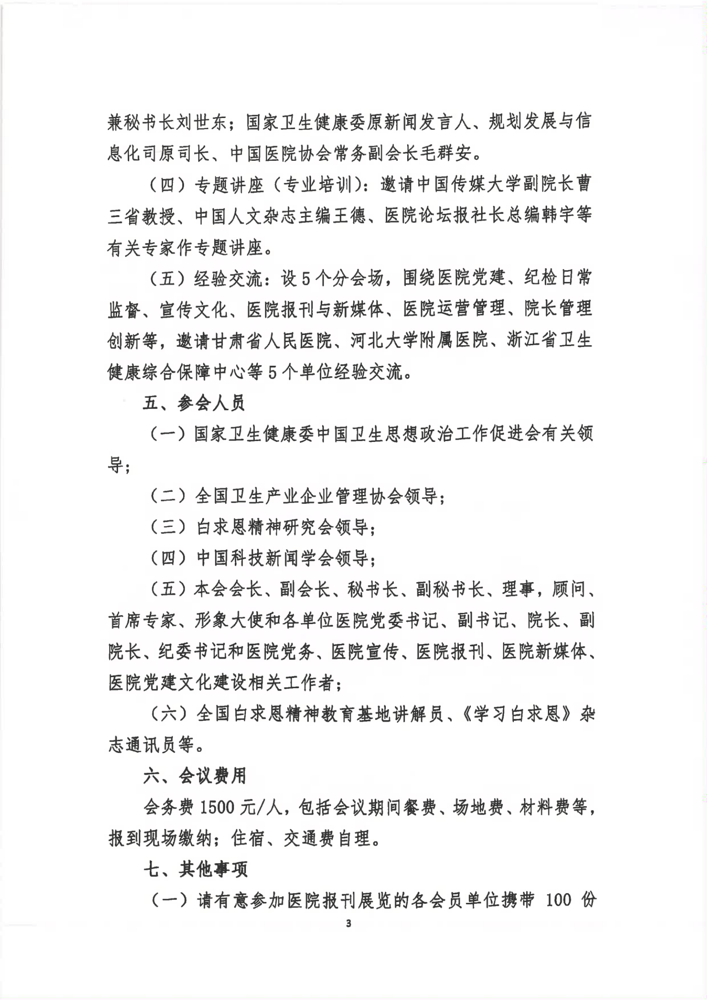 兼秘书长刘世东；国家卫生健康委原新闻发言人、规划发展与信
息化司原司长、中国医院协会常务副会长毛群安。
（四）专题讲座（专业培训）：邀请中国传媒大学副院长曹
三省教授、中国人文杂志主编王德、医院论坛报社长总编韩宇等
有关专家作专题讲座。
（五）经验交流：设5个分会场，围绕医院党建、纪检日常
监督、宣传文化、医院报刊与新媒体、医院运营管理、院长管理
创新等，邀请甘肃省人民医院、河北大学附属医院、浙江省卫生
健康综合保障中心等5个单位经验交流。
五、参会人员
（一）国家卫生健康委中国卫生思想政治工作促进会有关领
导；
（二）全国卫生产业企业管理协会领导；
（三）白求恩精神研究会领导；
（四）中国科技新闻学会领导；
（五）本会会长、副会长、秘书长、副秘书长、理事，顾问、
首席专家、形象大使和各单位医院党委书记、副书记、院长、副
院长、纪委书记和医院党务、医院宣传、医院报刊、医院新媒体、
医院党建文化建设相关工作者；
（六）全国白求恩精神教育基地讲解员、《学习白求恩》杂
志通讯员等。
六、会议费用
会务费1500元/人，包括会议期间餐费、场地费、材料费等，
报到现场缴纳；住宿、交通费自理。
七、其他事项
（一）请有意参加医院报刊展览的各会员单位携带 100 份
3